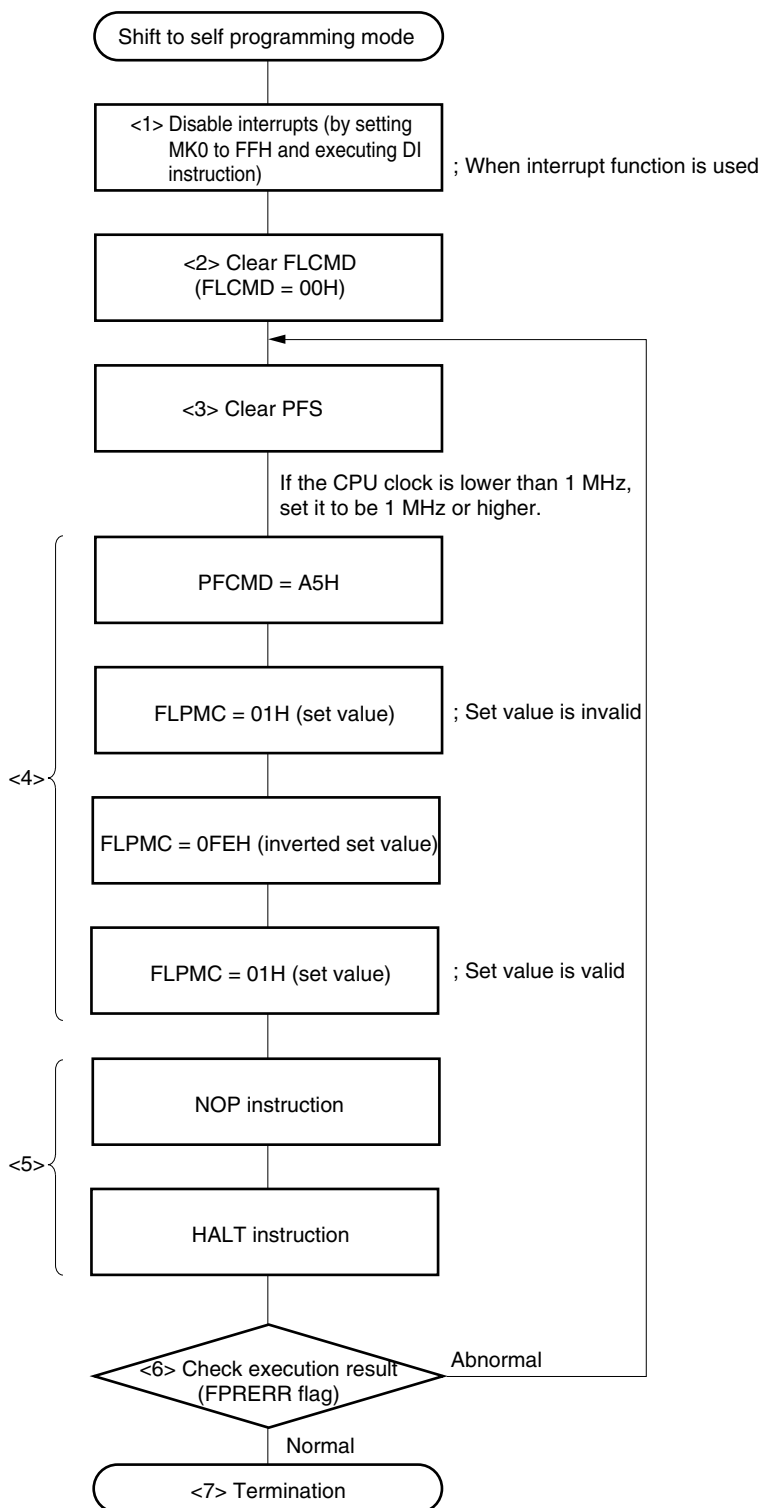 Shift to self programming mode
<1> Disable interrupts (by setting
MK0 to FFH and executing DI
instruction)
; When interrupt function is used
<2> Clear FLCMD
(FLCMD = 00H)
<3> Clear PFS
If the CPU clock is lower than 1 MHz,
set it to be 1 MHz or higher.
PFCMD = A5H
FLPMC = 01H (set value)
; Set value is invalid
<4>
FLPMC = 0FEH (inverted set value)
FLPMC = 01H (set value)
; Set value is valid
NOP instruction
<5>
HALT instruction
<6> Check execution result
(FPRERR flag)
Abnormal
Normal
<7> Termination